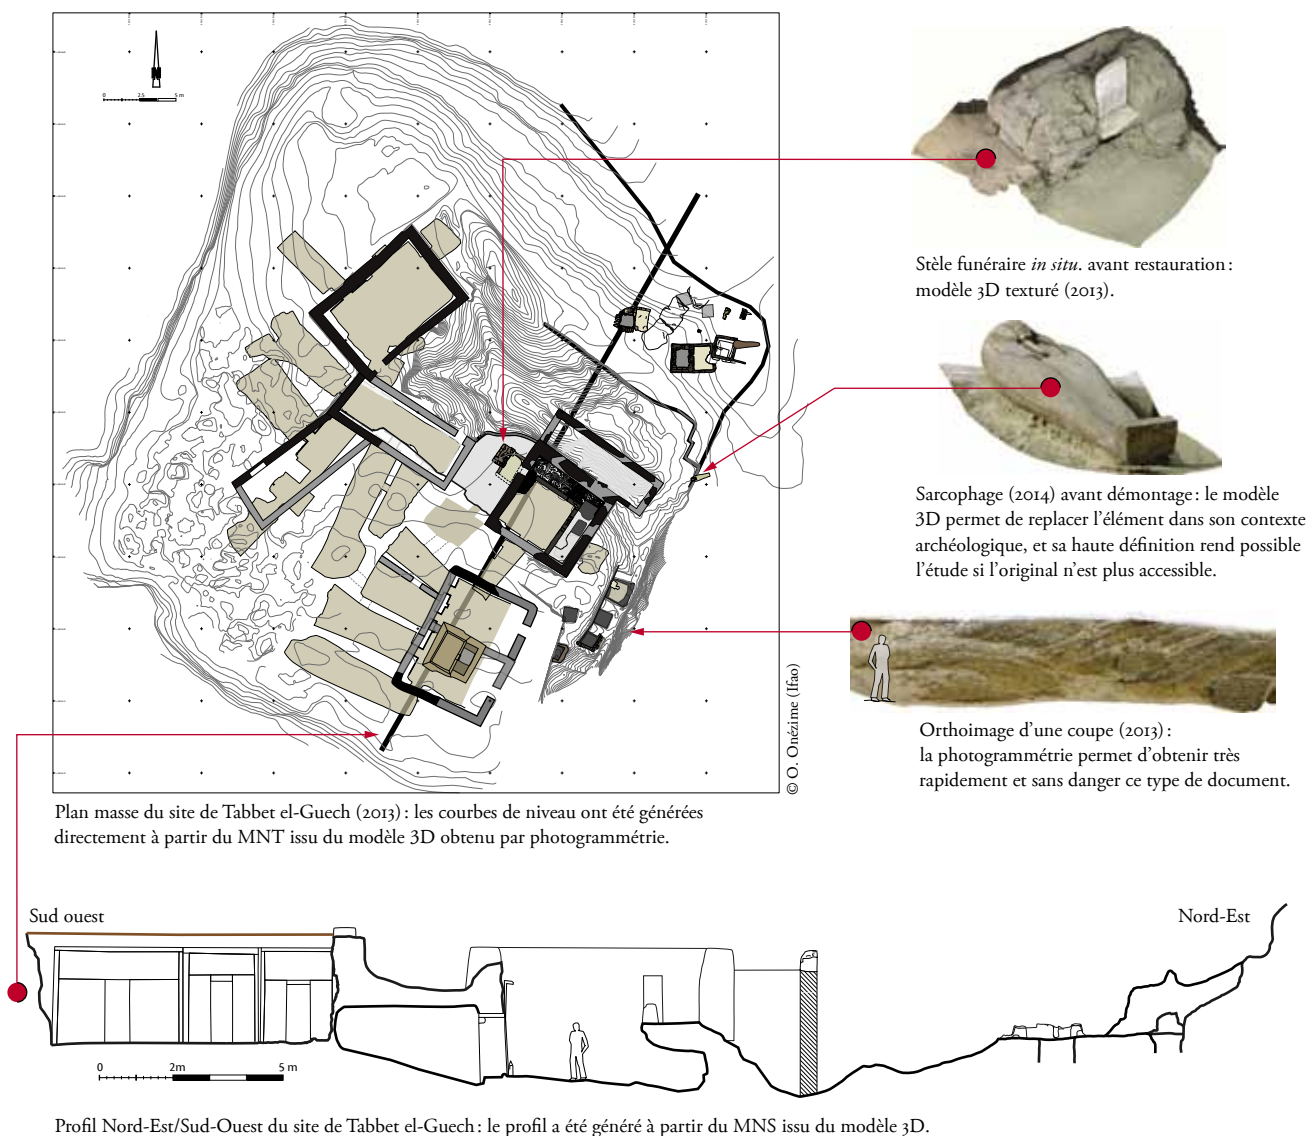 N
0 2.5 5 m
Stèle funéraire in situ. avant restauration :
modèle 3D texturé (2013).
Sarcophage (2014) avant démontage : le modèle
3D permet de replacer l’élément dans son contexte
archéologique, et sa haute définition rend possible
l’étude si l’original n’est plus accessible.
Orthoimage d’une coupe (2013) :
la photogrammétrie permet d’obtenir très
rapidement et sans danger ce type de document.
© O. Onézime (Ifao)
Plan masse du site de Tabbet el-Guech (2013) : les courbes de niveau ont été générées
directement à partir du MNT issu du modèle 3D obtenu par photogrammétrie.
Sud ouest
Nord-Est
0 2m 5 m
Profil Nord-Est/Sud-Ouest du site de Tabbet el-Guech : le profil a été généré à partir du MNS issu du modèle 3D.